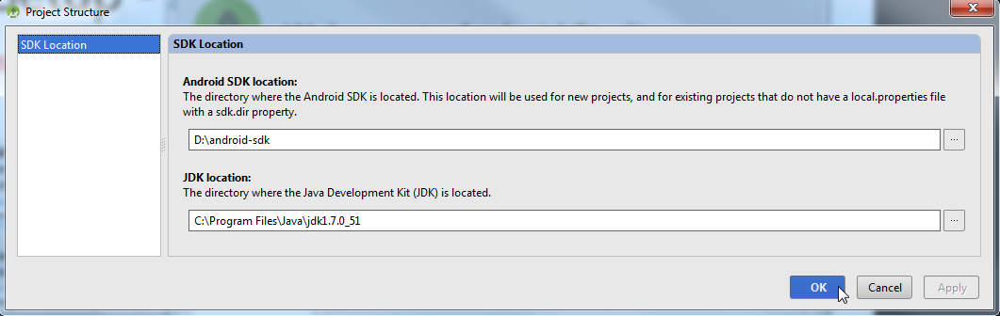 Project Structure
SDK Location
SDK Location
Android SDK location:
The directory where the Android SDK is located. This location will be used for new projects, and for existing projects that do not have a local.properties file
with a sdk.dir property.
D:\android-sdk
...
JDK location:
The directory where the Java Development Kit (JDK) is located.
C:\Program Files\Java\jdk1.7.0_51
...
OK
Cancel
Apply